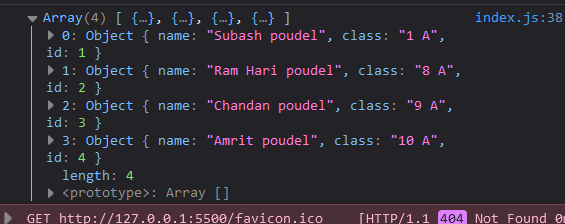 Array(4) [ {…}, {…}, {…}, {…} ] index.js:38
0: Object { name: "Subash poudel", class: "1 A",
id: 1 }
1: Object { name: "Ram Hari poudel", class: "8 A",
id: 2 }
2: Object { name: "Chandan poudel", class: "9 A",
id: 3 }
3: Object { name: "Amrit poudel", class: "10 A",
id: 4 }
length: 4
<prototype>: Array []
GET http://127.0.0.1:5500/favicon.ico [HTTP/1.1 404 Not Found 0m